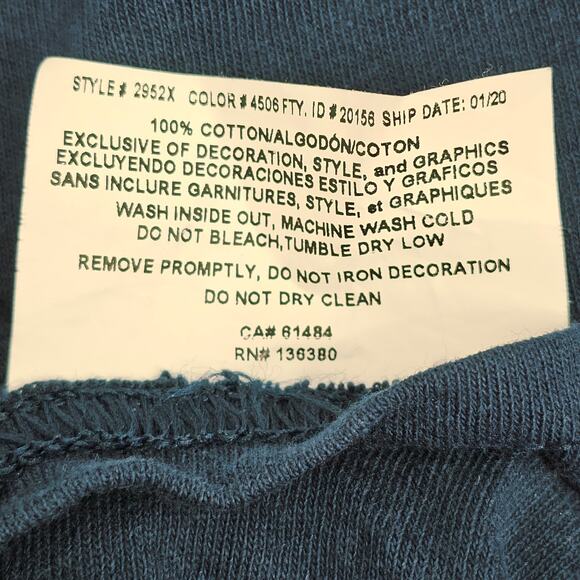 STYLE# 2952X COLOR#4506 FTY. ID#20156 SHIP DATE: 01/20
100% COTTON/ALGODÓN/COTON
EXCLUSIVE OF DECORATION, STYLE, and GRAPHICS
EXCLUYENDO DECORACIONES ESTILO Y GRAFICOS
SANS INCLURE GARNITURES, STYLE, et GRAPHIQUES
WASH INSIDE OUT, MACHINE WASH COLD
DO NOT BLEACH,TUMBLE DRY LOW
REMOVE PROMPTLY, DO NOT IRON DECORATION
DO NOT DRY CLEAN
CA# 61484
RN# 136380